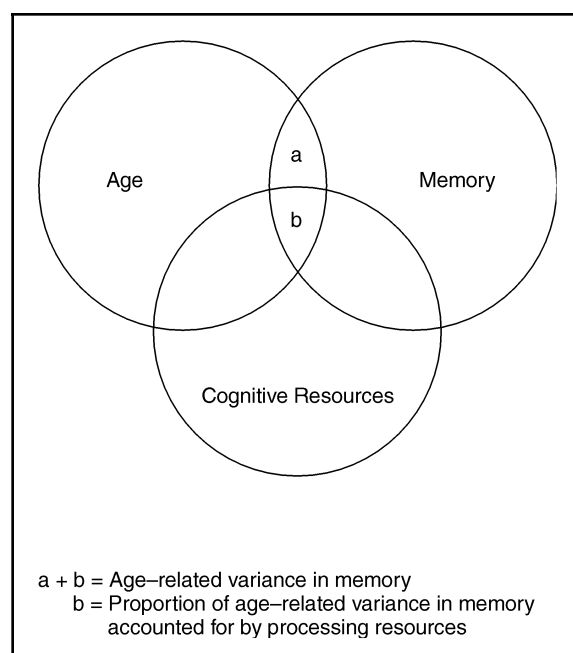 a
Age
Memory
b
Cognitive Resources
a + b = Age–related variance in memory
b = Proportion of age–related variance in memory
accounted for by processing resources